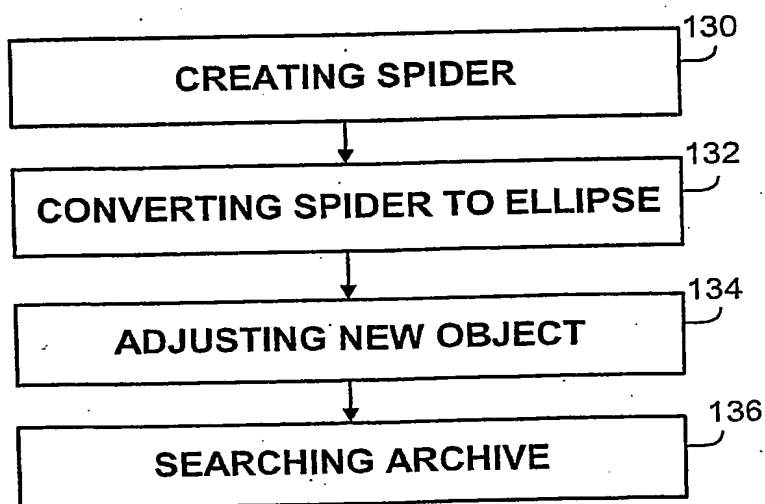 130
CREATING SPIDER
132
CONVERTING SPIDER TO ELLIPSE
134
ADJUSTING NEW OBJECT
136
SEARCHING ARCHIVE